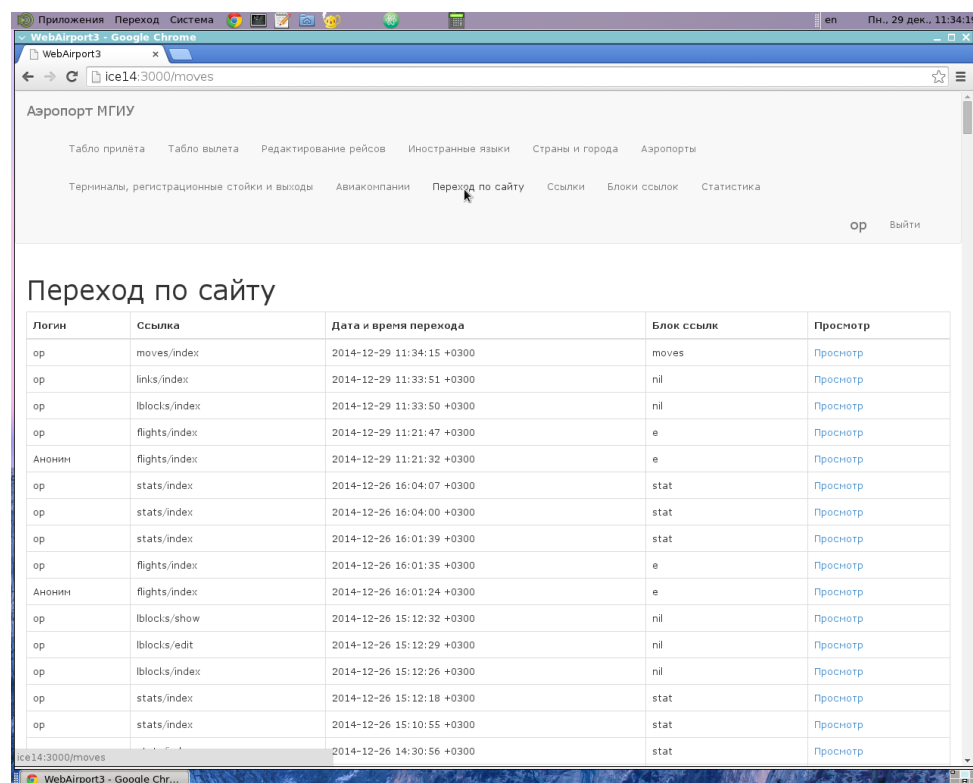 Приложения Переход Система en Пн., 29 дек., 11:34:19
WebAirport3 - Google Chrome
WebAirport3 ×
ice14:3000/moves
Аэропорт МГИУ
Табло прилёта Табло вылета Редактирование рейсов Иностранные языки Страны и города Аэропорты
Терминалы, регистрационные стойки и выходы Авиакомпании Переход по сайту Ссылки Блоки ссылок Статистика
op Выйти
Переход по сайту
Логин Ссылка Дата и время перехода Блок ссылк Просмотр
op moves/index 2014-12-29 11:34:15 +0300 moves Просмотр
op links/index 2014-12-29 11:33:51 +0300 nil Просмотр
op lblocks/index 2014-12-29 11:33:50 +0300 nil Просмотр
op flights/index 2014-12-29 11:21:47 +0300 e Просмотр
Аноним flights/index 2014-12-29 11:21:32 +0300 e Просмотр
op stats/index 2014-12-26 16:04:07 +0300 stat Просмотр
op stats/index 2014-12-26 16:04:00 +0300 stat Просмотр
op stats/index 2014-12-26 16:01:39 +0300 stat Просмотр
op flights/index 2014-12-26 16:01:35 +0300 e Просмотр
Аноним flights/index 2014-12-26 16:01:24 +0300 e Просмотр
op lblocks/show 2014-12-26 15:12:32 +0300 nil Просмотр
op lblocks/edit 2014-12-26 15:12:29 +0300 nil Просмотр
op lblocks/index 2014-12-26 15:12:26 +0300 nil Просмотр
op stats/index 2014-12-26 15:12:18 +0300 stat Просмотр
op stats/index 2014-12-26 15:10:55 +0300 stat Просмотр
2014-12-26 14:30:56 +0300 stat Просмотр
ice14:3000/moves
WebAirport3 - Google Chr...